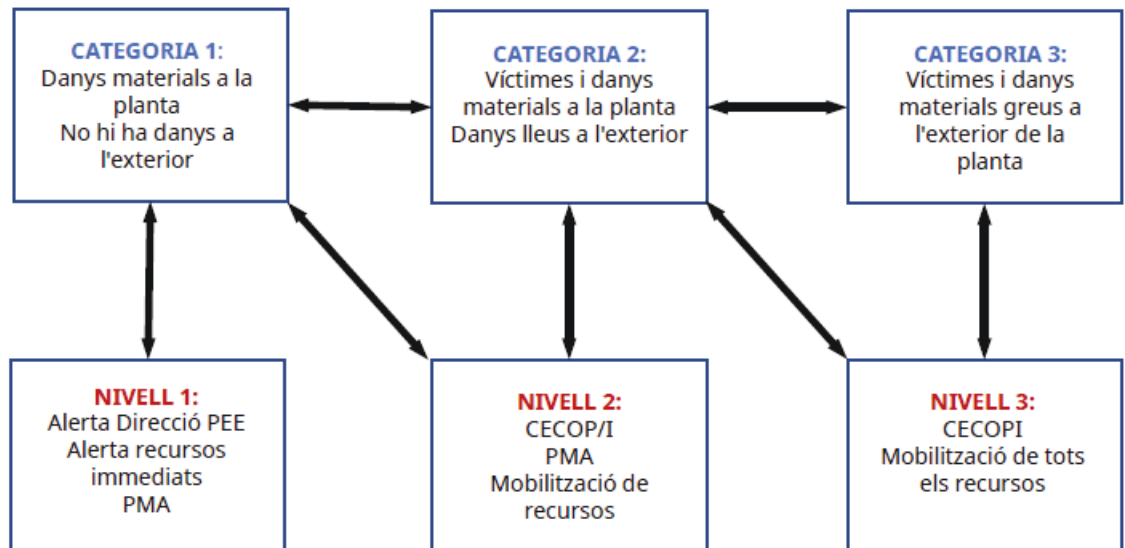 CATEGORIA 1:
Danys materials a la
planta
No hi ha danys a
l'exterior
CATEGORIA 2:
Víctimes i danys
materials a la planta
Danys lleus a l'exterior
CATEGORIA 3:
Víctimes i danys
materials greus a
l'exterior de la
planta
NIVELL 1:
Alerta Direcció PEE
Alerta recursos
immediats
PMA
NIVELL 2:
CECOP/I
PMA
Mobilització de
recursos
NIVELL 3:
CECOPI
Mobilització de tots
els recursos